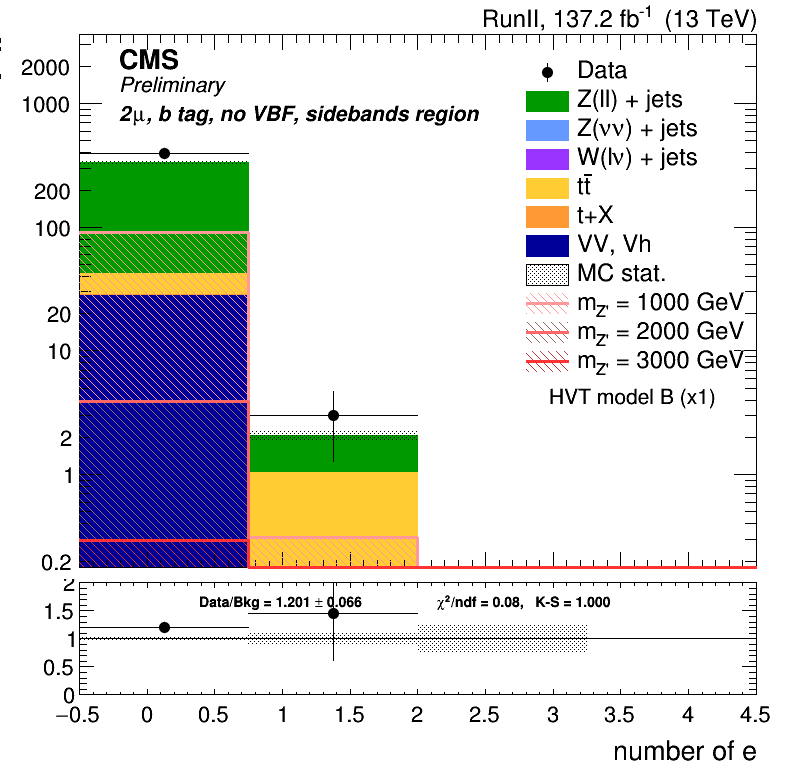 RunII, 137.2 fb⁻¹ (13 TeV)
CMS
Preliminary
2μ, b tag, no VBF, sidebands region
Data
Z(ll) + jets
Z(νν) + jets
W(lν) + jets
tt̄
t+X
VV, Vh
MC stat.
m_Z' = 1000 GeV
m_Z' = 2000 GeV
m_Z' = 3000 GeV
HVT model B (x1)
2000
1000
200
100
20
10
2
1
0.2
Data/Bkg = 1.201 ± 0.066
χ²/ndf = 0.08, K-S = 1.000
2
1.5
1
0.5
0
−0.5 0 0.5 1 1.5 2 2.5 3 3.5 4 4.5
number of e